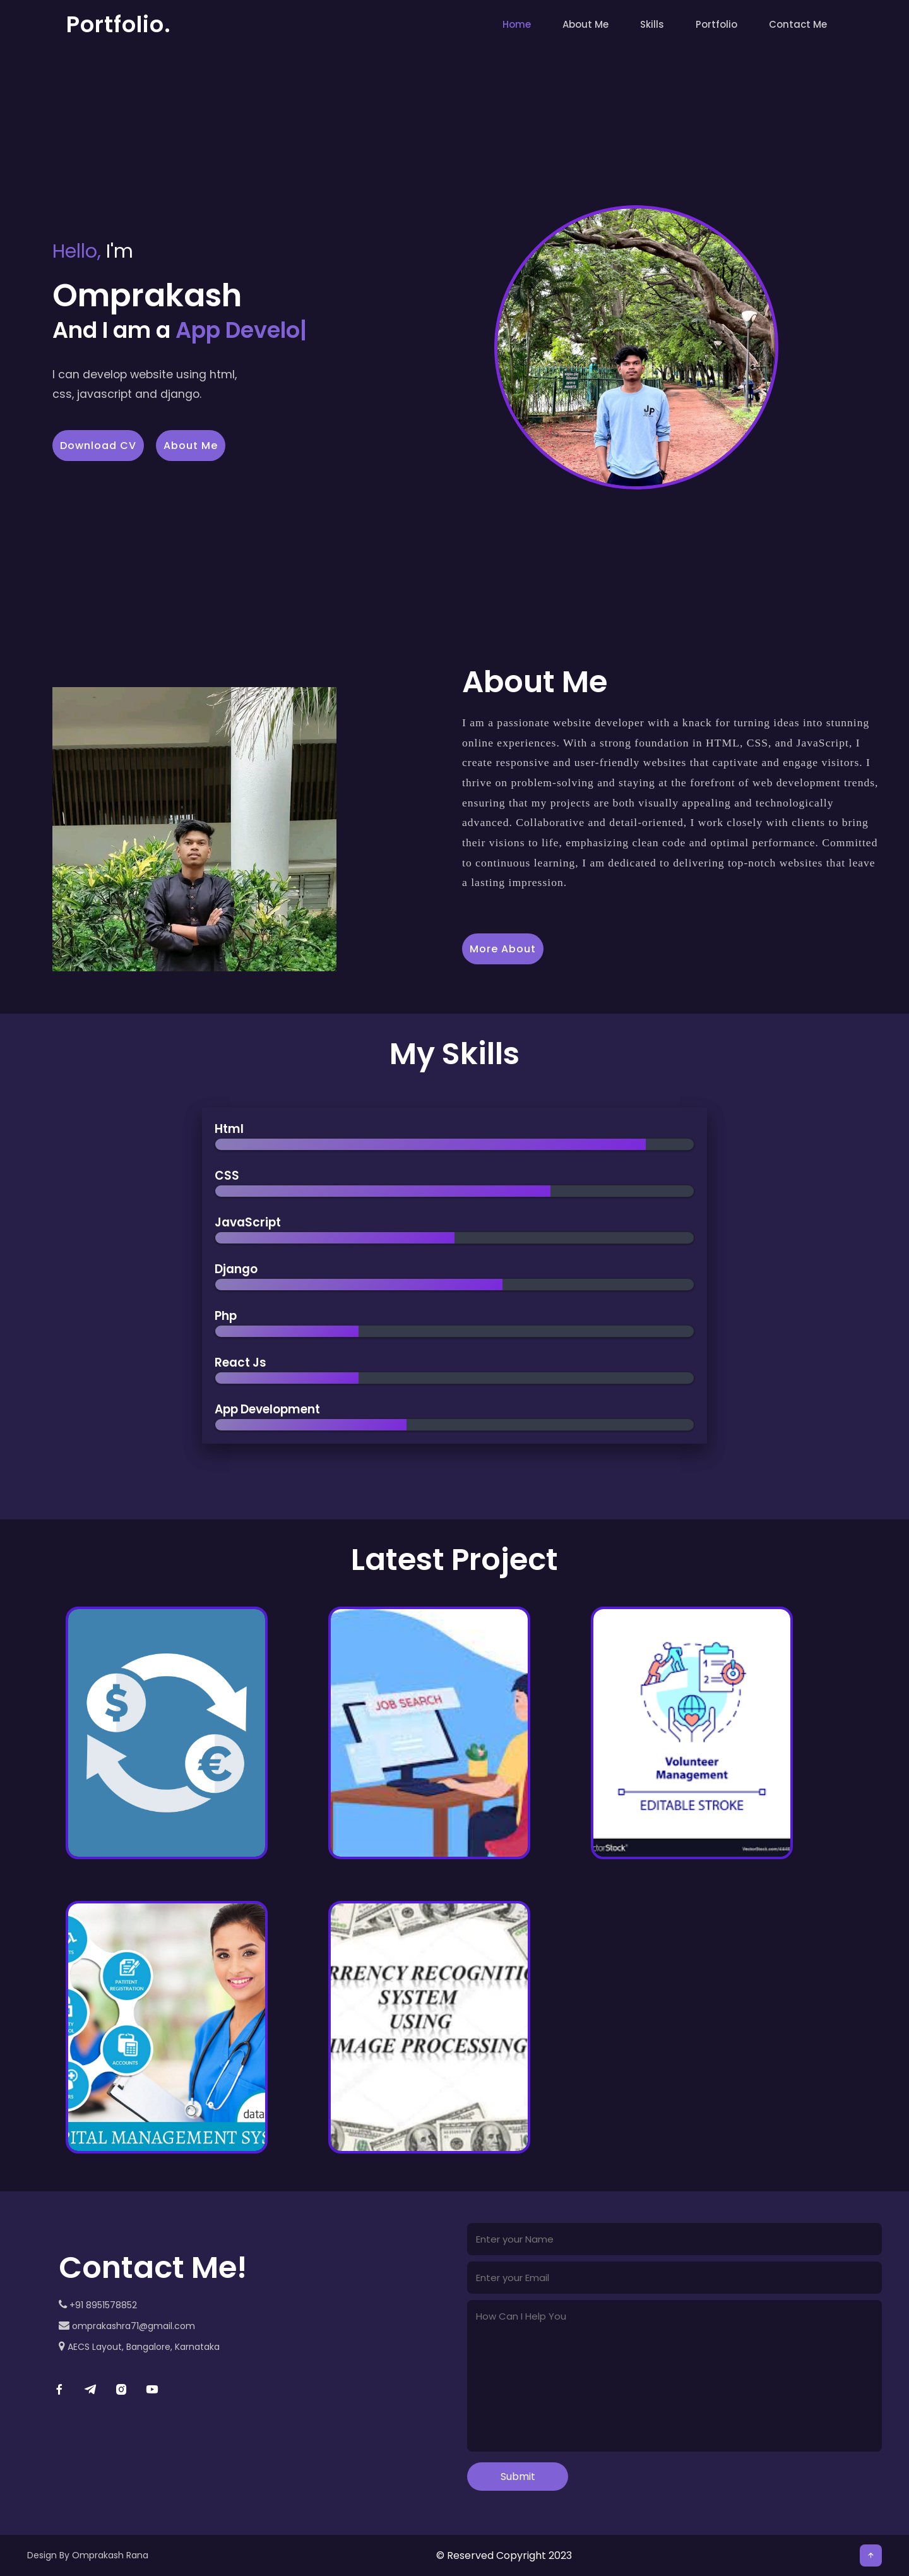 Portfolio.
Home
About Me
Skills
Portfolio
Contact Me
Hello, I'm
Omprakash
And I am a App Develo|
I can develop website using html,
css, javascript and django.
Download CV
About Me
JP
About Me
I am a passionate website developer with a knack for turning ideas into stunning
online experiences. With a strong foundation in HTML, CSS, and JavaScript, I
create responsive and user-friendly websites that captivate and engage visitors. I
thrive on problem-solving and staying at the forefront of web development trends,
ensuring that my projects are both visually appealing and technologically
advanced. Collaborative and detail-oriented, I work closely with clients to bring
their visions to life, emphasizing clean code and optimal performance. Committed
to continuous learning, I am dedicated to delivering top-notch websites that leave
a lasting impression.
More About
My Skills
Html
CSS
JavaScript
Django
Php
React Js
App Development
Latest Project
$
€
JOB SEARCH
1
2
Volunteer
Management
EDITABLE STROKE
ctorStock
PATIENT
REGISTRATION
ACCOUNTS
data
PITAL MANAGEMENT SYS
RRENCY RECOGNITIO
SYSTEM
USING
IMAGE PROCESSING
Contact Me!
+91 8951578852
omprakashra71@gmail.com
AECS Layout, Bangalore, Karnataka
Enter your Name
Enter your Email
How Can I Help You
Submit
Design By Omprakash Rana
© Reserved Copyright 2023